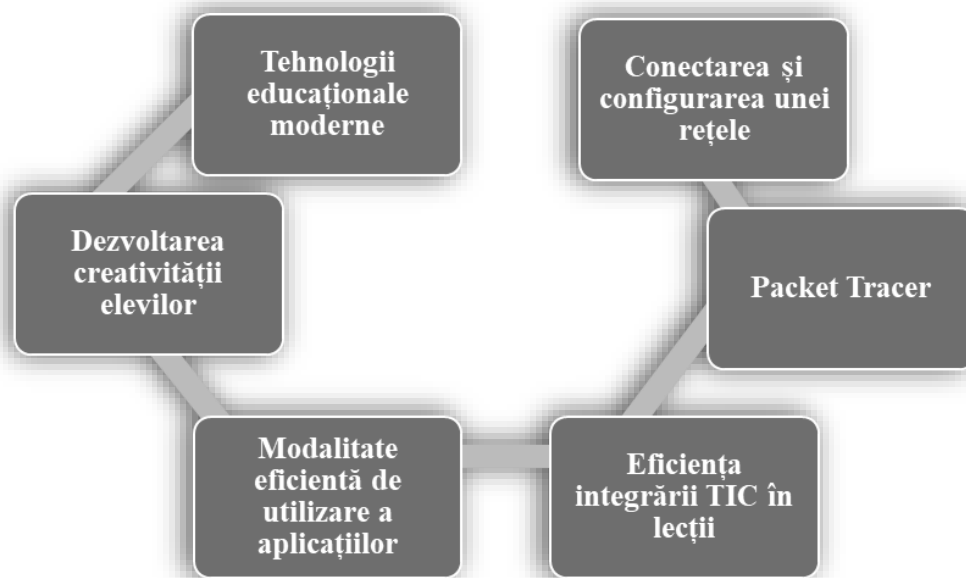 Tehnologii
educaționale
moderne
Conectarea și
configurarea unei
rețele
Dezvoltarea
creativității
elevilor
Packet Tracer
Modalitate
eficientă de
utilizare a
aplicațiilor
Eficiența
integrării TIC în
lecții